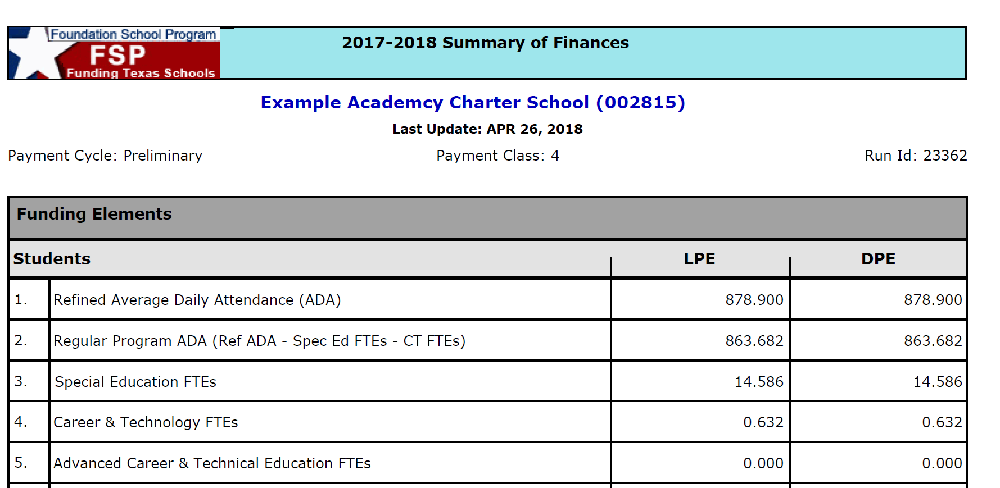 Foundation School Program
FSP
Funding Texas Schools
2017-2018 Summary of Finances
Example Academcy Charter School (002815)
Last Update: APR 26, 2018
Payment Cycle: Preliminary Payment Class: 4 Run Id: 23362
Funding Elements
Students LPE DPE
1. Refined Average Daily Attendance (ADA) 878.900 878.900
2. Regular Program ADA (Ref ADA - Spec Ed FTEs - CT FTEs) 863.682 863.682
3. Special Education FTEs 14.586 14.586
4. Career & Technology FTEs 0.632 0.632
5. Advanced Career & Technical Education FTEs 0.000 0.000